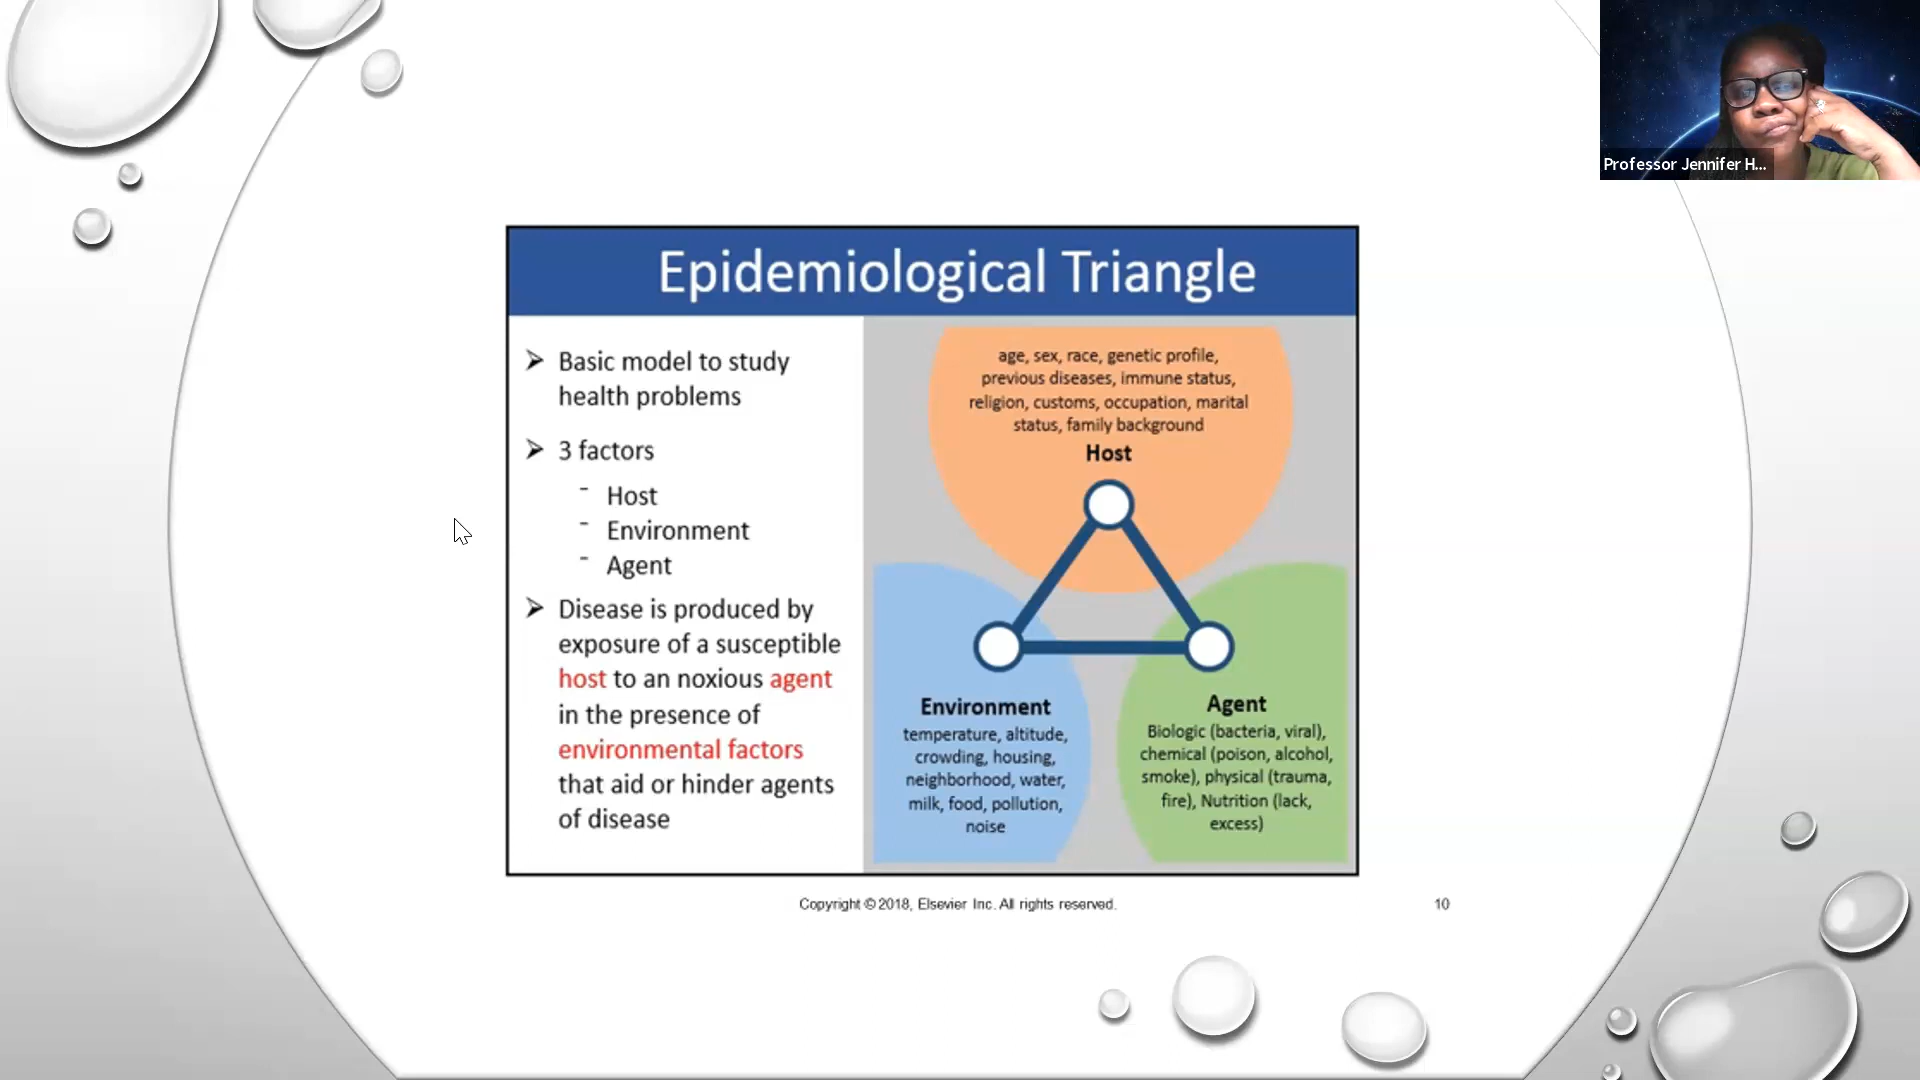 Professor Jennifer H...
Epidemiological Triangle
Basic model to study
health problems
3 factors
- Host
- Environment
- Agent
Disease is produced by
exposure of a susceptible
host to an noxious agent
in the presence of
environmental factors
that aid or hinder agents
of disease
age, sex, race, genetic profile,
previous diseases, immune status,
religion, customs, occupation, marital
status, family background
Host
Environment
temperature, altitude,
crowding, housing,
neighborhood, water,
milk, food, pollution,
noise
Agent
Biologic (bacteria, viral),
chemical (poison, alcohol,
smoke), physical (trauma,
fire), Nutrition (lack,
excess)
Copyright © 2018, Elsevier Inc. All rights reserved.
10